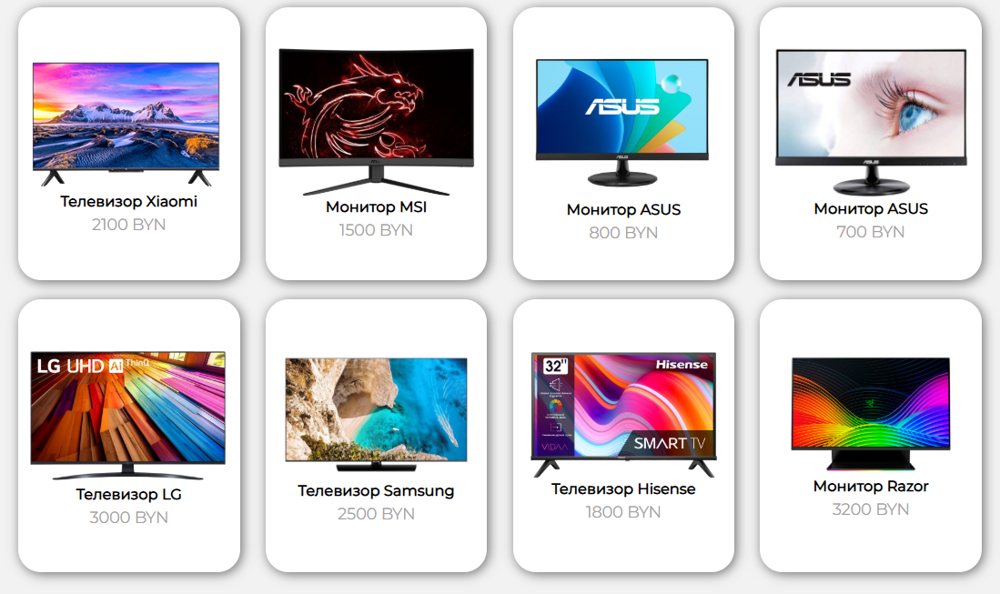 Телевизор Xiaomi
2100 BYN
msi
Монитор MSI
1500 BYN
ASUS
ASUS
Монитор ASUS
800 BYN
ASUS
ASUS
Монитор ASUS
700 BYN
LG UHD AI ThinQ
Телевизор LG
3000 BYN
Телевизор Samsung
2500 BYN
32"
Hisense
VIDAA
SMART TV
Телевизор Hisense
1800 BYN
Монитор Razor
3200 BYN